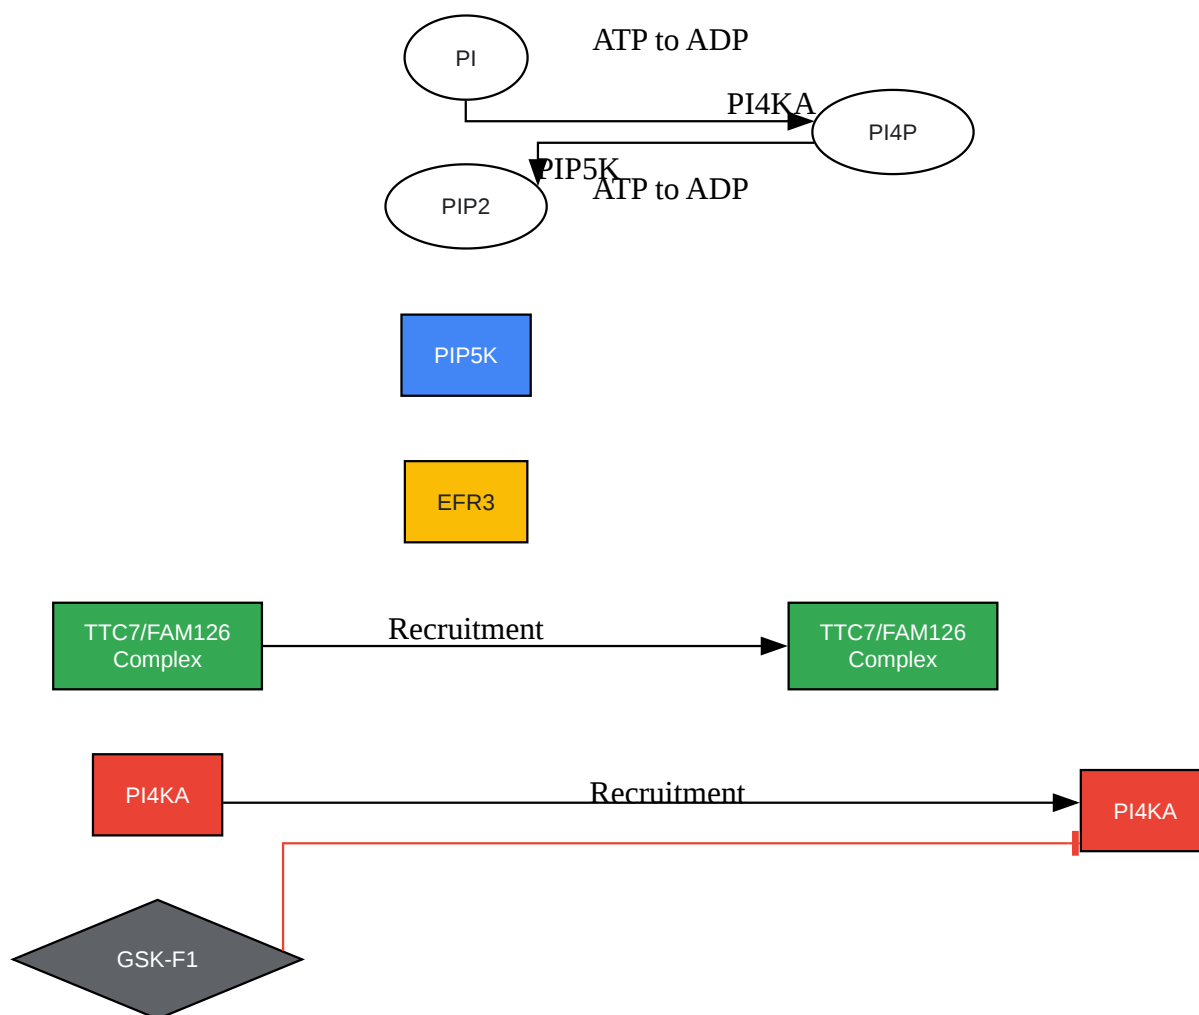 PI
ATP to ADP
PI4KA
PI4P
PIP5K
ATP to ADP
PIP2
PIP5K
EFR3
TTC7/FAM126
Complex
Recruitment
TTC7/FAM126
Complex
PI4KA
Recruitment
PI4KA
GSK-F1